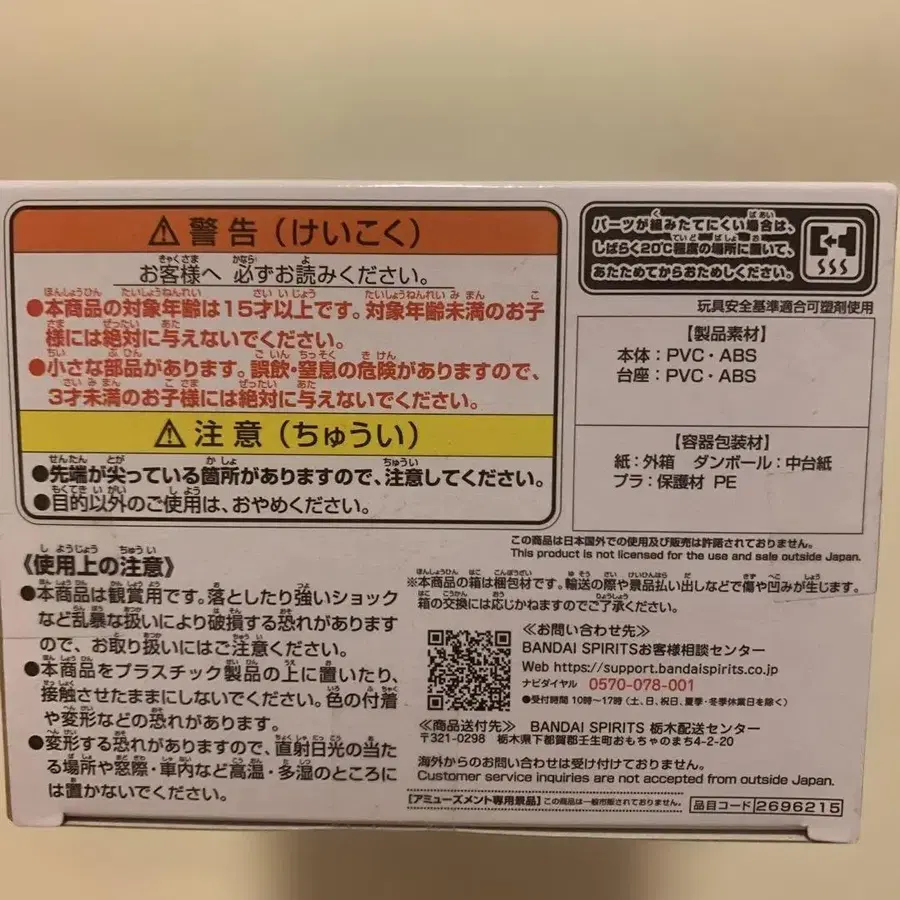 ⚠警告（けいこく）
お客様へ 必ずお読みください。
●本商品の対象年齢は15才以上です。対象年齢未満のお子
様には絶対に与えないでください。
●小さな部品があります。誤飲・窒息の危険がありますので、
3才未満のお子様には絶対に与えないでください。
⚠注意（ちゅうい）
●先端が尖っている箇所がありますので、注意してください。
●目的以外のご使用は、おやめください。
《使用上の注意》
●本商品は観賞用です。落としたり強いショック
など乱暴な扱いにより破損する恐れがあります
ので、お取り扱いにはご注意ください。
●本商品をプラスチック製品の上に置いたり、
接触させたままにしないでください。色の付着
や変形などの恐れがあります。
●変形する恐れがありますので、直射日光の当た
る場所や窓際・車内など高温・多湿のところに
は置かないでください。
パーツが組みたてにくい場合は、
しばらく20℃程度の場所に置いて、
あたためてからおためしください。
玩具安全基準適合可塑剤使用
【製品素材】
本体：PVC・ABS
台座：PVC・ABS
【容器包装材】
紙：外箱 ダンボール：中台紙
プラ：保護材 PE
この商品は日本国外での使用及び販売は許諾されておりません。
This product is not licensed for the use and sale outside Japan.
※本商品の箱は梱包材です。輸送の際や景品払い出しなどで傷や凹みが生じます。
箱の交換には応じかねますのでご了承ください。
≪お問い合わせ先≫
BANDAI SPIRITSお客様相談センター
Web https://support.bandaispirits.co.jp
ナビダイヤル 0570-078-001
●受付時間 10時〜17時（土、日、祝日、夏季・冬季休業日を除く）
≪商品送付先≫ BANDAI SPIRITS 栃木配送センター
〒321-0298 栃木県下都賀郡壬生町おもちゃのまち4-2-20
海外からのお問い合わせは受け付けておりません。
Customer service inquiries are not accepted from outside Japan.
【アミューズメント専用景品】この商品は一般市販されておりません。 品目コード 2696215